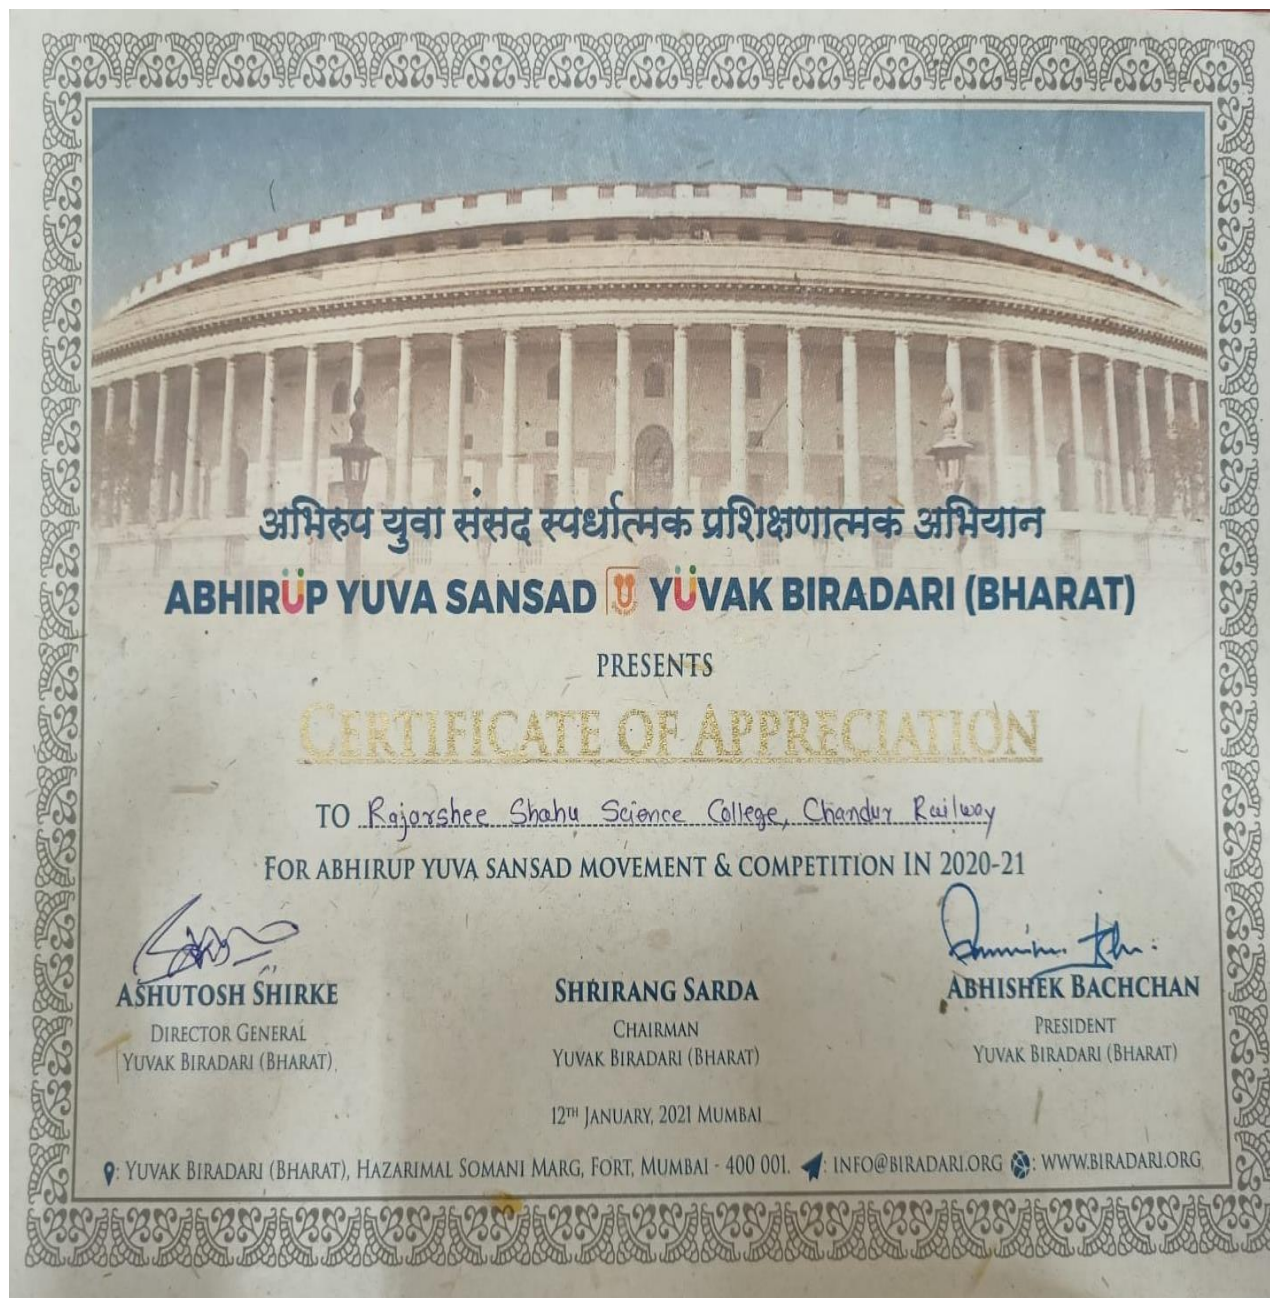 अभिरुप युवा संसद स्पर्धात्मक प्रशिक्षणात्मक अभियान
ABHIRUP YUVA SANSAD YUVAK BIRADARI (BHARAT)
PRESENTS
CERTIFICATE OF APPRECIATION
TO Rajarshee Shahu Science College, Chandur Railway
FOR ABHIRUP YUVA SANSAD MOVEMENT & COMPETITION IN 2020-21
ASHUTOSH SHIRKE SHRIRANG SARDA ABHISHEK BACHCHAN
DIRECTOR GENERAL CHAIRMAN PRESIDENT
YUVAK BIRADARI (BHARAT) YUVAK BIRADARI (BHARAT) YUVAK BIRADARI (BHARAT)
12TH JANUARY, 2021 MUMBAI
: YUVAK BIRADARI (BHARAT), HAZARIMAL SOMANI MARG, FORT, MUMBAI - 400 001. : INFO@BIRADARI.ORG : WWW.BIRADARI.ORG